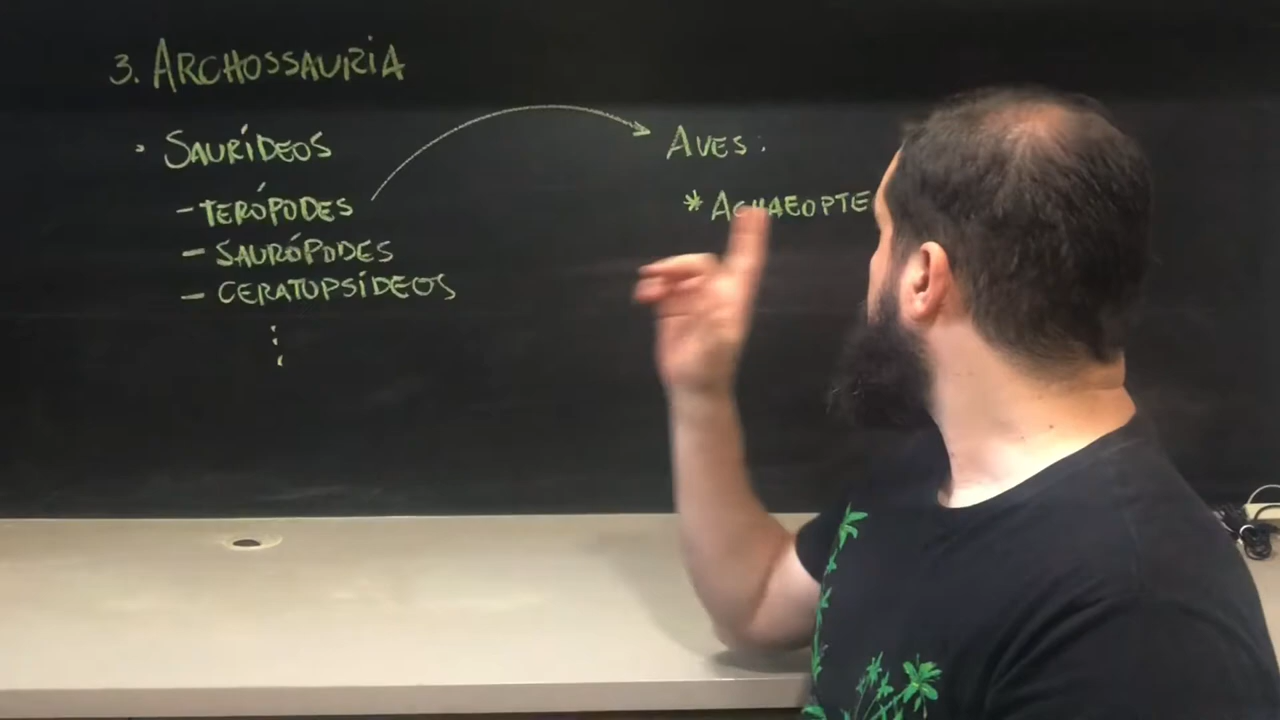 3. ARCHOSSAURIA
• SAURÍDEOS
- TERÓPODES
- SAURÓPODES
- CERATOPSÍDEOS
AVES:
* ACHAEOPTE